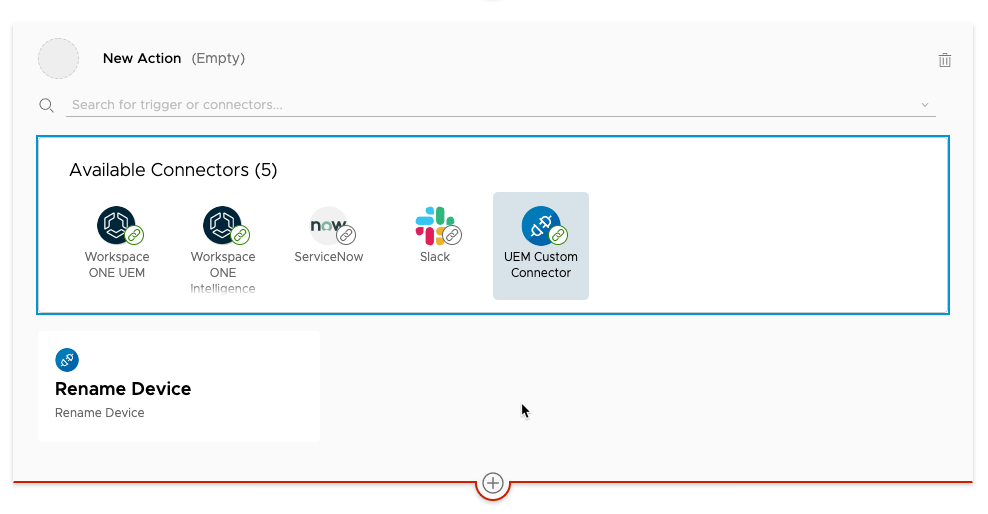 New Action (Empty)
Search for trigger or connectors...
Available Connectors (5)
now
Workspace
ONE UEM
Workspace
ONE
Intelligence
ServiceNow
Slack
UEM Custom
Connector
Rename Device
Rename Device